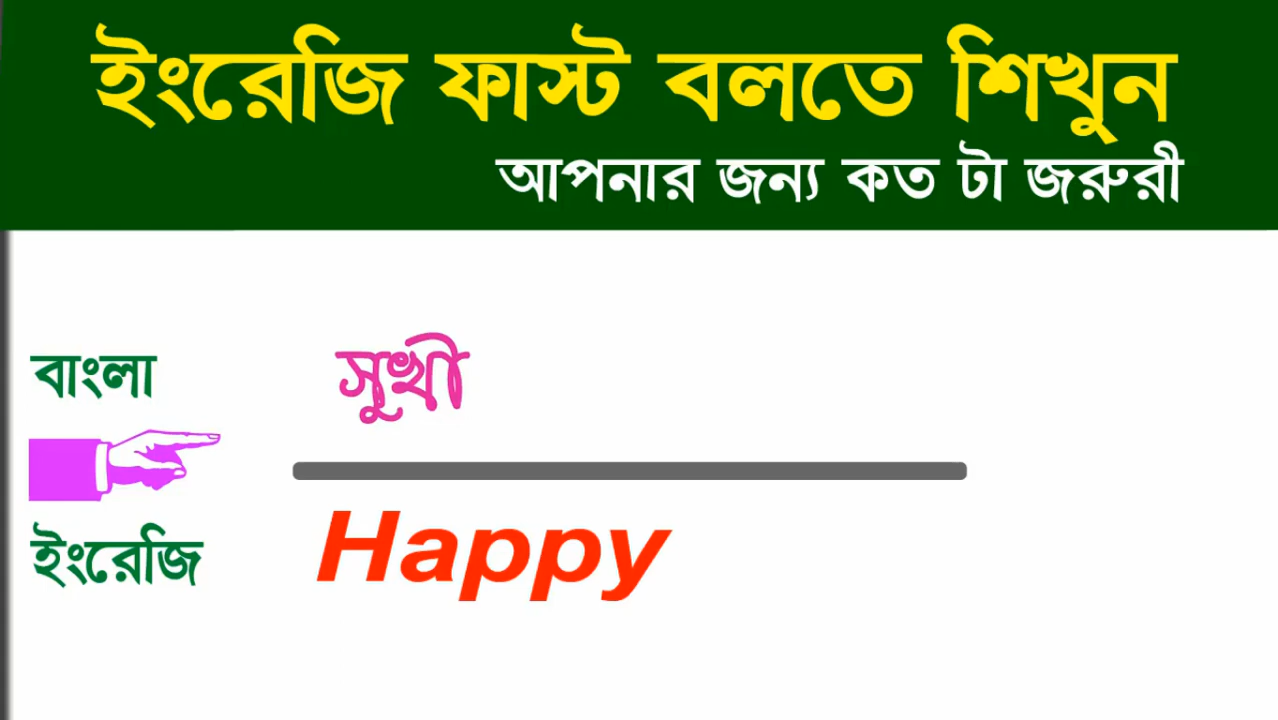 ইংরেজি ফাস্ট বলতে শিখুন
আপনার জন্য কত টা জরুরী
বাংলা
সুখী
ইংরেজি
Happy